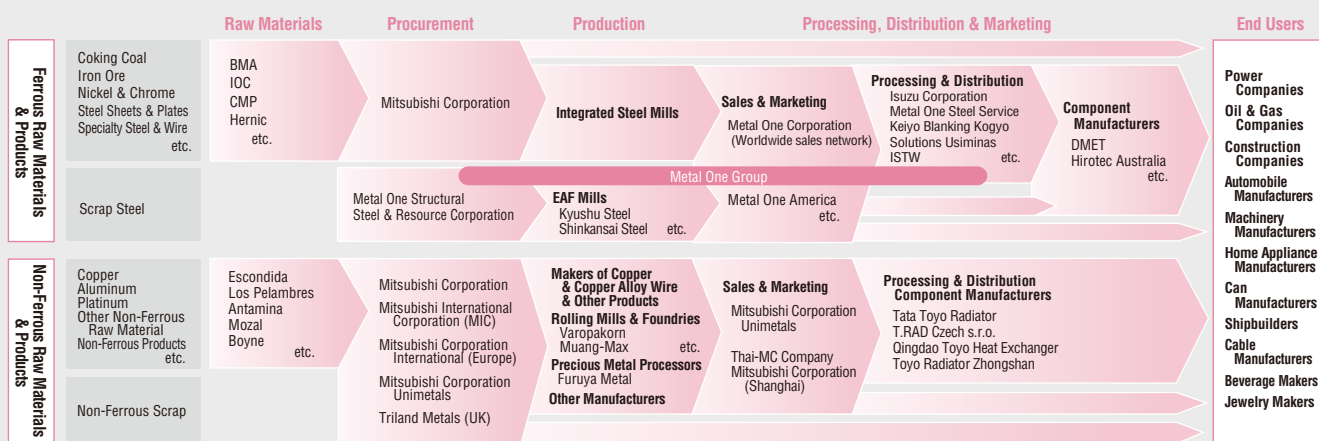 Raw Materials
Procurement
Production
Processing, Distribution & Marketing
End Users
Ferrous Raw Materials
& Products
Coking Coal
Iron Ore
Nickel & Chrome
Steel Sheets & Plates
Specialty Steel & Wire
etc.
BMA
IOC
CMP
Hernic
etc.
Mitsubishi Corporation
Integrated Steel Mills
Sales & Marketing
Metal One Corporation
(Worldwide sales network)
Processing & Distribution
Isuzu Corporation
Metal One Steel Service
Keiyo Blanking Kogyo
Solutions Usiminas
ISTW etc.
Component
Manufacturers
DMET
Hirotec Australia
etc.
Metal One Group
Scrap Steel
Metal One Structural
Steel & Resource Corporation
EAF Mills
Kyushu Steel
Shinkansai Steel etc.
Metal One America
etc.
Non-Ferrous Raw Materials
& Products
Copper
Aluminum
Platinum
Other Non-Ferrous
Raw Material
Non-Ferrous Products
etc.
Escondida
Los Pelambres
Antamina
Mozal
Boyne
etc.
Mitsubishi Corporation
Mitsubishi International
Corporation (MIC)
Mitsubishi Corporation
International (Europe)
Mitsubishi Corporation
Unimetals
Triland Metals (UK)
Makers of Copper
& Copper Alloy Wire
& Other Products
Rolling Mills & Foundries
Varopakorn
Muang-Max etc.
Precious Metal Processors
Furuya Metal
Other Manufacturers
Sales & Marketing
Mitsubishi Corporation
Unimetals
Thai-MC Company
Mitsubishi Corporation
(Shanghai)
Processing & Distribution
Component Manufacturers
Tata Toyo Radiator
T.RAD Czech s.r.o.
Qingdao Toyo Heat Exchanger
Toyo Radiator Zhongshan
Non-Ferrous Scrap
Power
Companies
Oil & Gas
Companies
Construction
Companies
Automobile
Manufacturers
Machinery
Manufacturers
Home Appliance
Manufacturers
Can
Manufacturers
Shipbuilders
Cable
Manufacturers
Beverage Makers
Jewelry Makers